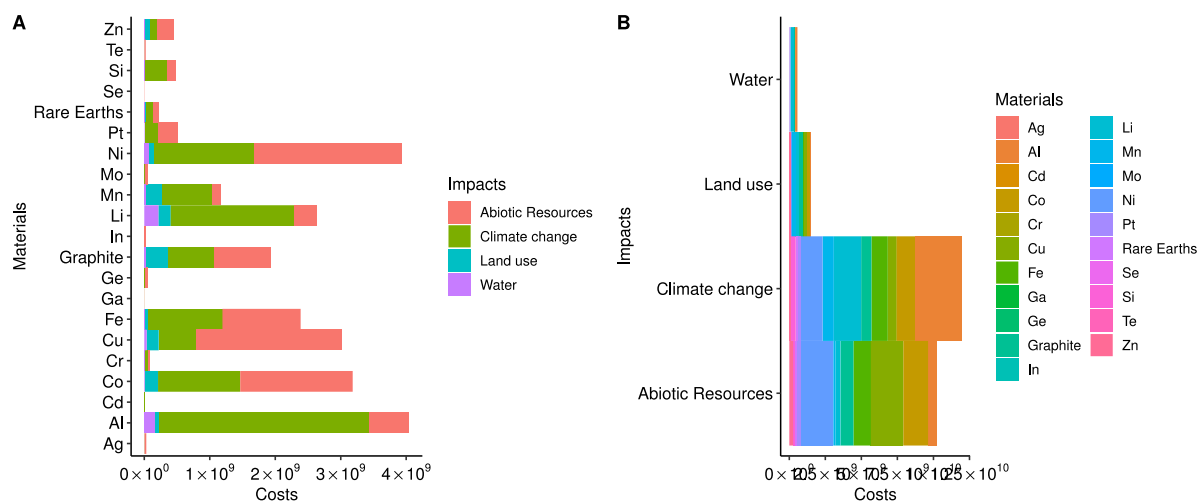 A
Materials
Zn
Te
Si
Se
Rare Earths
Pt
Ni
Mo
Mn
Li
In
Graphite
Ge
Ga
Fe
Cu
Cr
Co
Cd
Al
Ag
0×10⁰ 1×10⁹ 2×10⁹ 3×10⁹ 4×10⁹
Costs
Impacts
Abiotic Resources
Climate change
Land use
Water
B
Impacts
Water
Land use
Climate change
Abiotic Resources
Costs
Materials
Ag
Al
Cd
Co
Cr
Cu
Fe
Ga
Ge
Graphite
In
Li
Mn
Mo
Ni
Pt
Rare Earths
Se
Si
Te
Zn